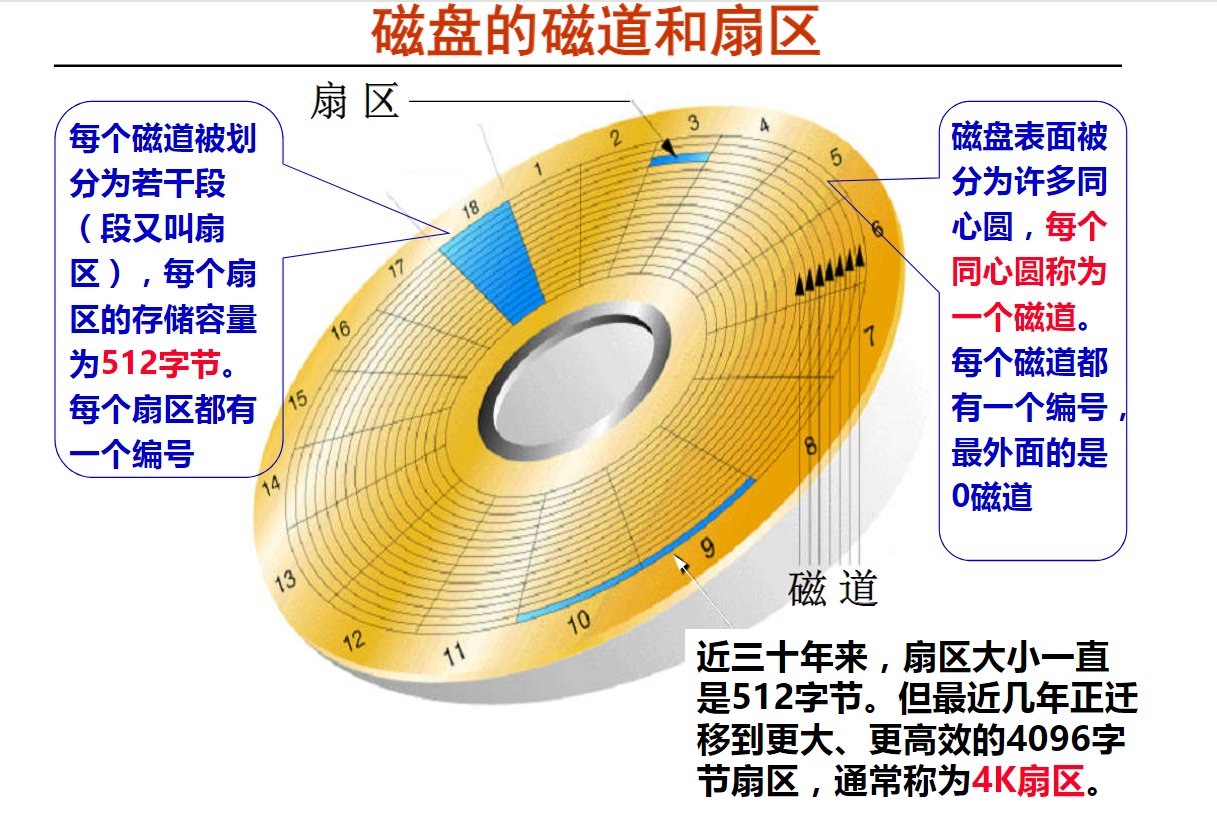 磁盘的磁道和扇区
扇 区
每个磁道被划
分为若干段
（段又叫扇
区），每个扇
区的存储容量
为512字节。
每个扇区都有
一个编号
磁盘表面被
分为许多同
心圆，每个
同心圆称为
一个磁道。
每个磁道都
有一个编号，
最外面的是
0磁道
1
2
3
4
5
6
7
8
9
10
11
12
13
14
15
16
17
18
磁 道
近三十年来，扇区大小一直
是512字节。但最近几年正迁
移到更大、更高效的4096字
节扇区，通常称为4K扇区。